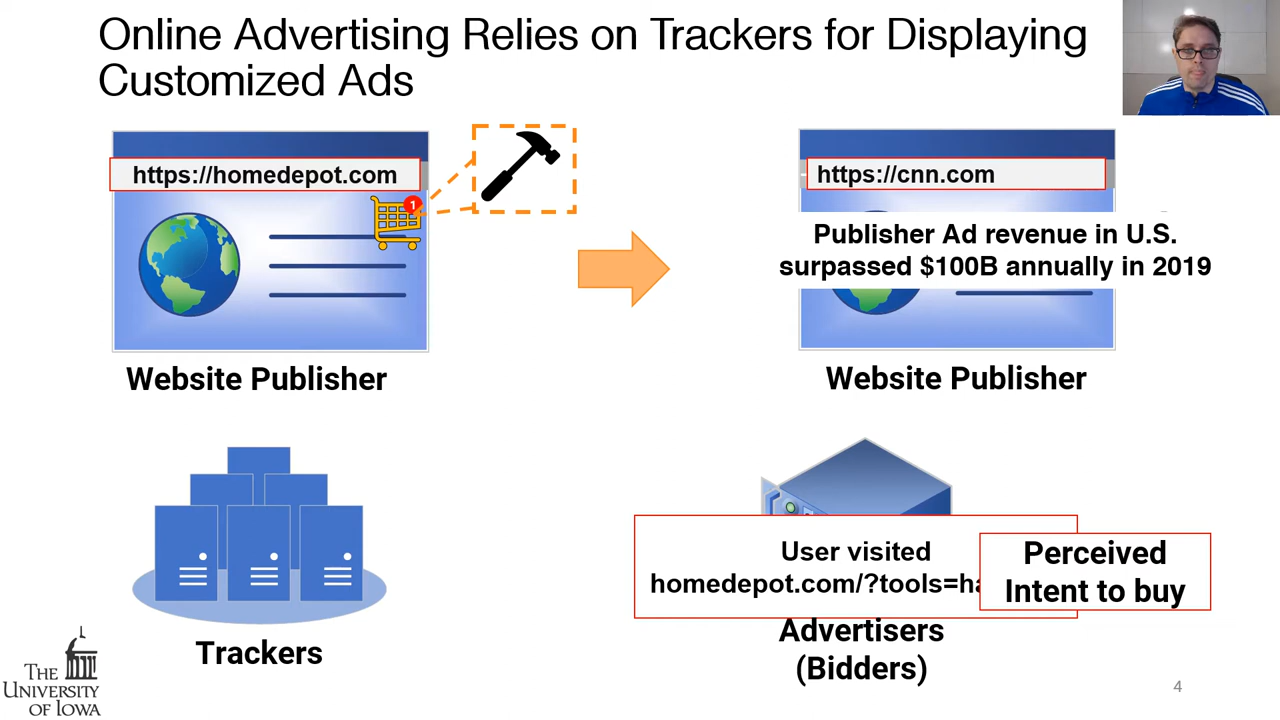 Online Advertising Relies on Trackers for Displaying
Customized Ads
https://homedepot.com
1
https://cnn.com
Publisher Ad revenue in U.S.
surpassed $100B annually in 2019
Website Publisher
Website Publisher
User visited
homedepot.com/?tools=ha
Perceived
Intent to buy
Trackers
Advertisers
(Bidders)
THE
UNIVERSITY
OF IOWA
4